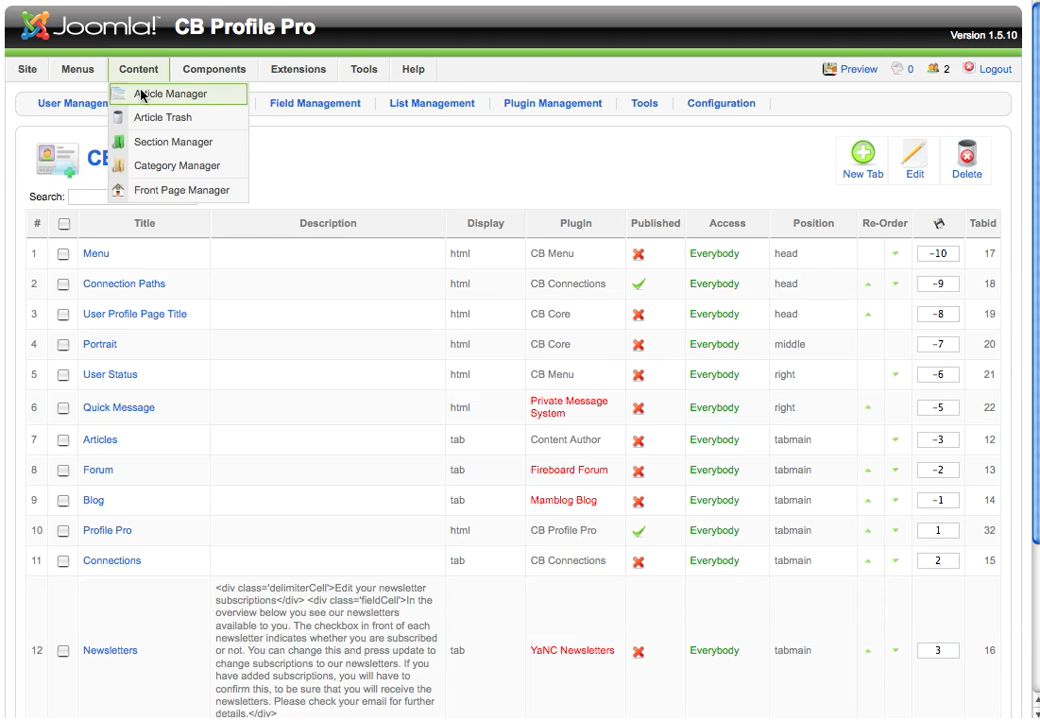 Joomla! CB Profile Pro
Version 1.5.10
Site Menus Content Components Extensions Tools Help Preview 0 2 Logout
Article Manager
User Managem Field Management List Management Plugin Management Tools Configuration
Article Trash
Section Manager
CB
Category Manager
New Tab Edit Delete
Front Page Manager
Search:
# Title Description Display Plugin Published Access Position Re-Order Tabid
1 Menu html CB Menu Everybody head -10 17
2 Connection Paths html CB Connections Everybody head -9 18
3 User Profile Page Title html CB Core Everybody head -8 19
4 Portrait html CB Core Everybody middle -7 20
5 User Status html CB Menu Everybody right -6 21
6 Quick Message html Private Message
System Everybody right -5 22
7 Articles tab Content Author Everybody tabmain -3 12
8 Forum tab Fireboard Forum Everybody tabmain -2 13
9 Blog tab Mamblog Blog Everybody tabmain -1 14
10 Profile Pro html CB Profile Pro Everybody tabmain 1 32
11 Connections tab CB Connections Everybody tabmain 2 15
<div class='delimiterCell'>Edit your newsletter
subscriptions</div> <div class='fieldCell'>In the
overview below you see our newsletters
available to you. The checkbox in front of each
newsletter indicates whether you are subscribed
12 Newsletters or not. You can change this and press update to tab YaNC Newsletters Everybody tabmain 3 16
change subscriptions to our newsletters. If you
have added subscriptions, you will have to
confirm this, to be sure that you will receive the
newsletters. Please check your email for further
details.</div>